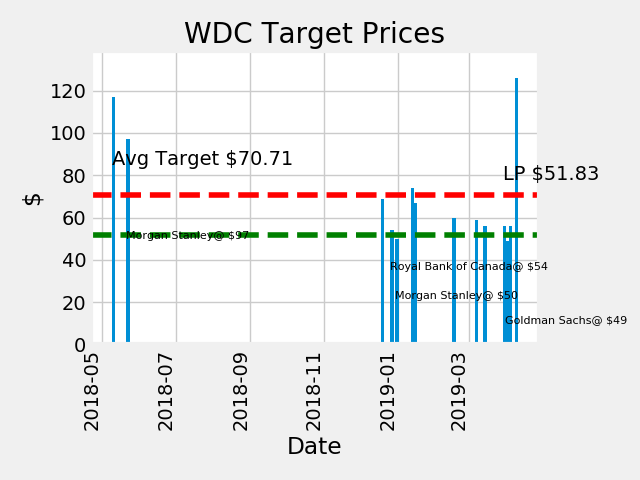 WDC Target Prices
120
100
80
60
40
20
0
$
Avg Target $70.71
LP $51.83
Morgan Stanley@ $97
Royal Bank of Canada@ $54
Morgan Stanley@ $50
Goldman Sachs@ $49
2018-05
2018-07
2018-09
2018-11
2019-01
2019-03
Date